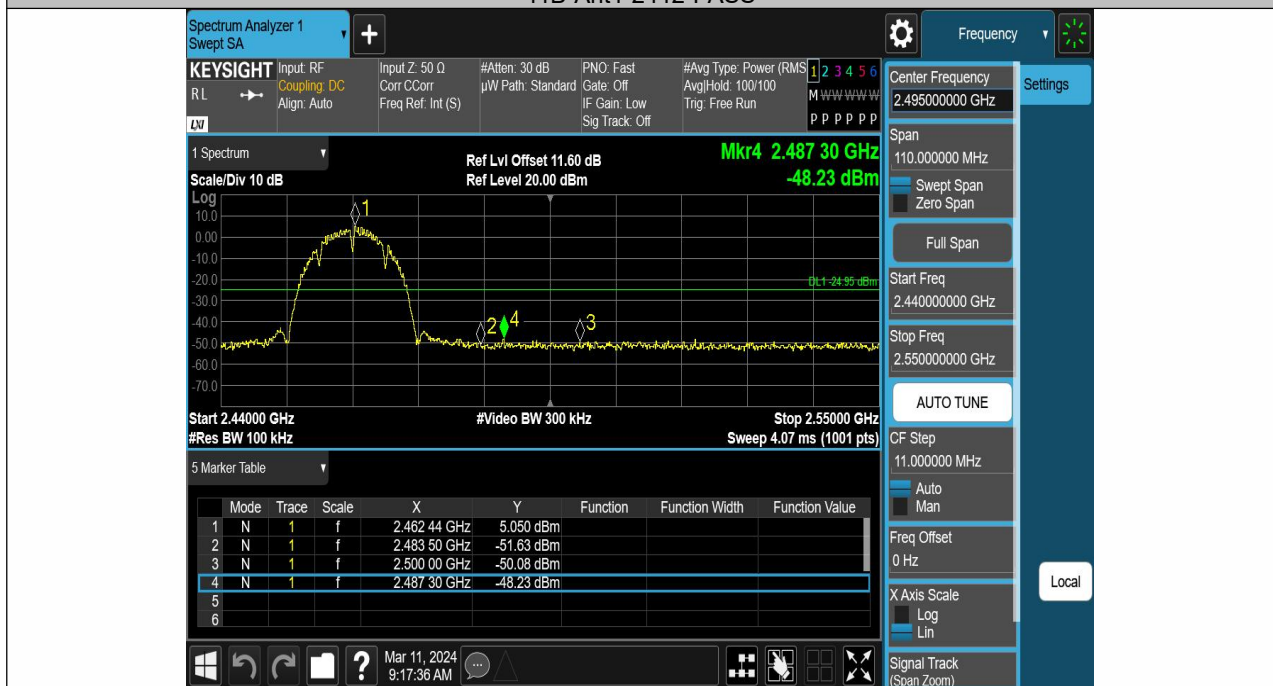 Spectrum Analyzer 1
Swept SA
+
Frequency
KEYSIGHT
RL
LXI
Input: RF
Coupling: DC
Align: Auto
Input Z: 50 Ω
Corr CCorr
Freq Ref: Int (S)
#Atten: 30 dB
µW Path: Standard
PNO: Fast
Gate: Off
IF Gain: Low
Sig Track: Off
#Avg Type: Power (RMS
Avg|Hold: 100/100
Trig: Free Run
1 2 3 4 5 6
M W W W W W
P P P P P P
1 Spectrum
Scale/Div 10 dB
Ref Lvl Offset 11.60 dB
Ref Level 20.00 dBm
Mkr4 2.487 30 GHz
-48.23 dBm
Log
10.0
0.00
-10.0
-20.0
-30.0
-40.0
-50.0
-60.0
-70.0
1
2
4
3
DL1 -24.95 dBm
Start 2.44000 GHz
#Video BW 300 kHz
Stop 2.55000 GHz
#Res BW 100 kHz
Sweep 4.07 ms (1001 pts)
5 Marker Table
Mode Trace Scale X Y Function Function Width Function Value
1 N 1 f 2.462 44 GHz 5.050 dBm
2 N 1 f 2.483 50 GHz -51.63 dBm
3 N 1 f 2.500 00 GHz -50.08 dBm
4 N 1 f 2.487 30 GHz -48.23 dBm
5
6
?
Mar 11, 2024
9:17:36 AM
Center Frequency
2.495000000 GHz
Settings
Span
110.000000 MHz
Swept Span
Zero Span
Full Span
Start Freq
2.440000000 GHz
Stop Freq
2.550000000 GHz
AUTO TUNE
CF Step
11.000000 MHz
Auto
Man
Freq Offset
0 Hz
X Axis Scale
Log
Lin
Local
Signal Track
(Span Zoom)